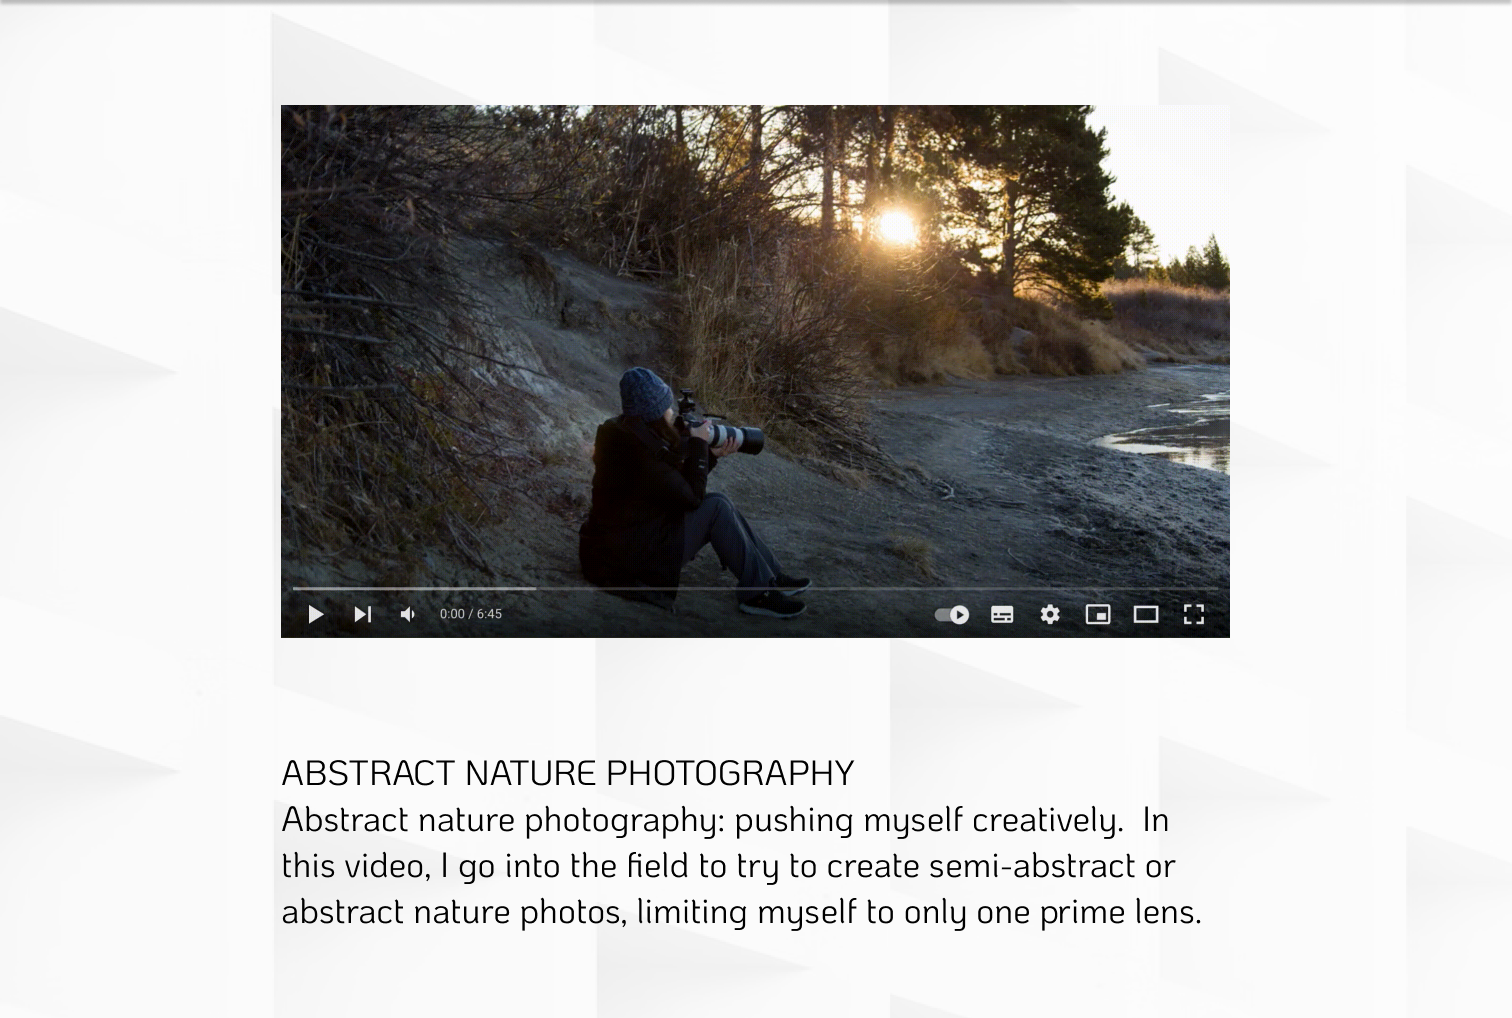 0:00 / 6:45
ABSTRACT NATURE PHOTOGRAPHY
Abstract nature photography: pushing myself creatively.  In
this video, I go into the field to try to create semi-abstract or
abstract nature photos, limiting myself to only one prime lens.